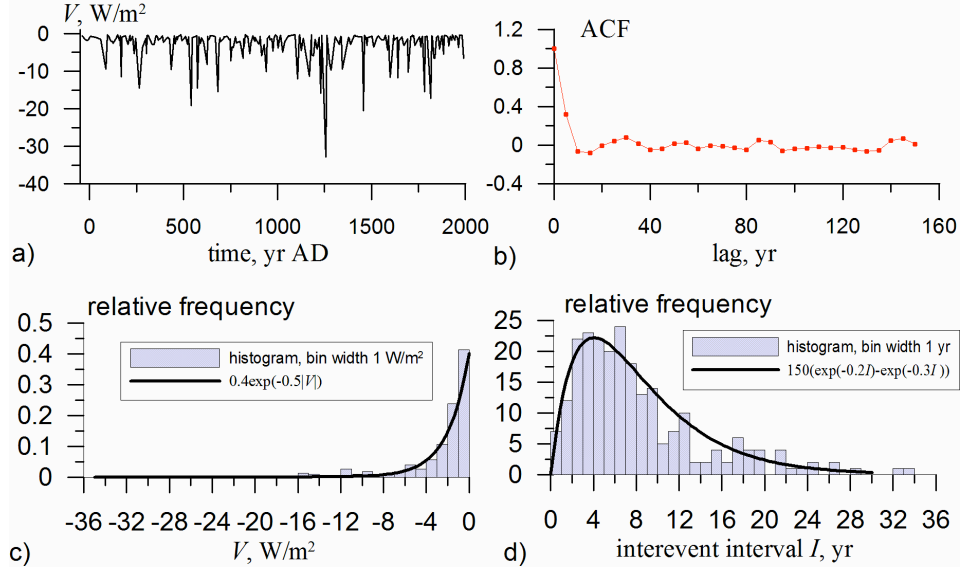 V, W/m²
0
-10
-20
-30
-40
0 500 1000 1500 2000
time, yr AD
a)
ACF
1.2
0.8
0.4
0
-0.4
0 40 80 120 160
lag, yr
b)
relative frequency
0.5
0.4
0.3
0.2
0.1
0
histogram, bin width 1 W/m²
0.4exp(-0.5|V|)
-36 -32 -28 -24 -20 -16 -12 -8 -4 0
V, W/m²
c)
relative frequency
25
20
15
10
5
0
histogram, bin width 1 yr
150(exp(-0.2I)-exp(-0.3I ))
0 4 8 12 16 20 24 28 32 36
interevent interval I, yr
d)